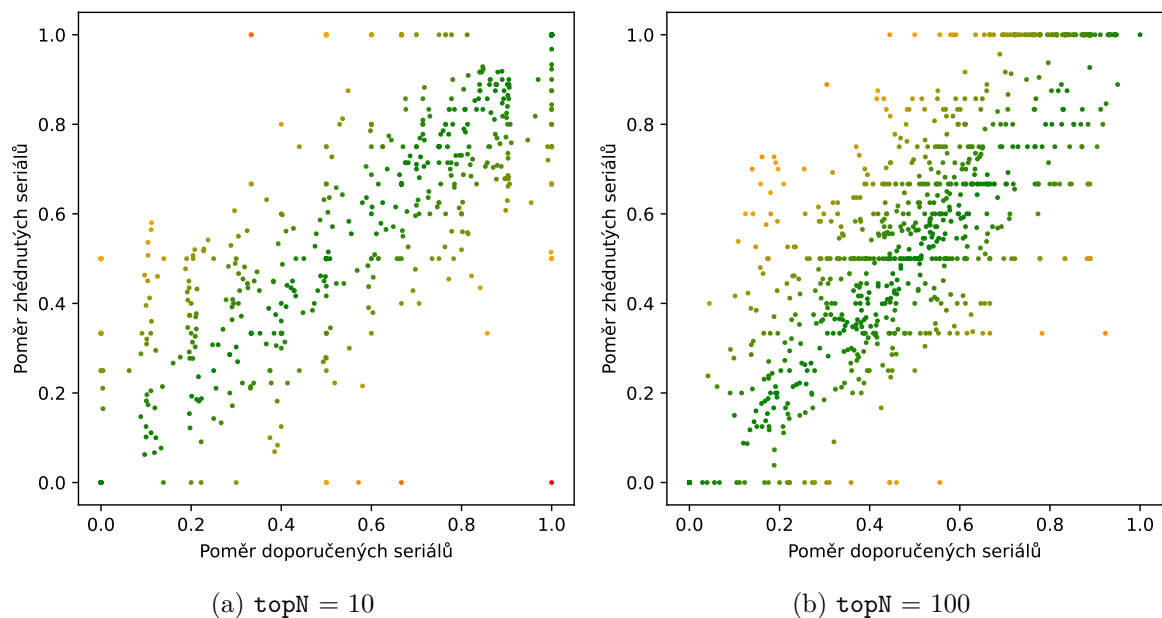 1.0
0.8
0.6
0.4
0.2
0.0
Poměr zhédnutých seriálů
0.0 0.2 0.4 0.6 0.8 1.0
Poměr doporučených seriálů
(a) topN = 10
1.0
0.8
0.6
0.4
0.2
0.0
Poměr zhédnutých seriálů
0.0 0.2 0.4 0.6 0.8 1.0
Poměr doporučených seriálů
(b) topN = 100